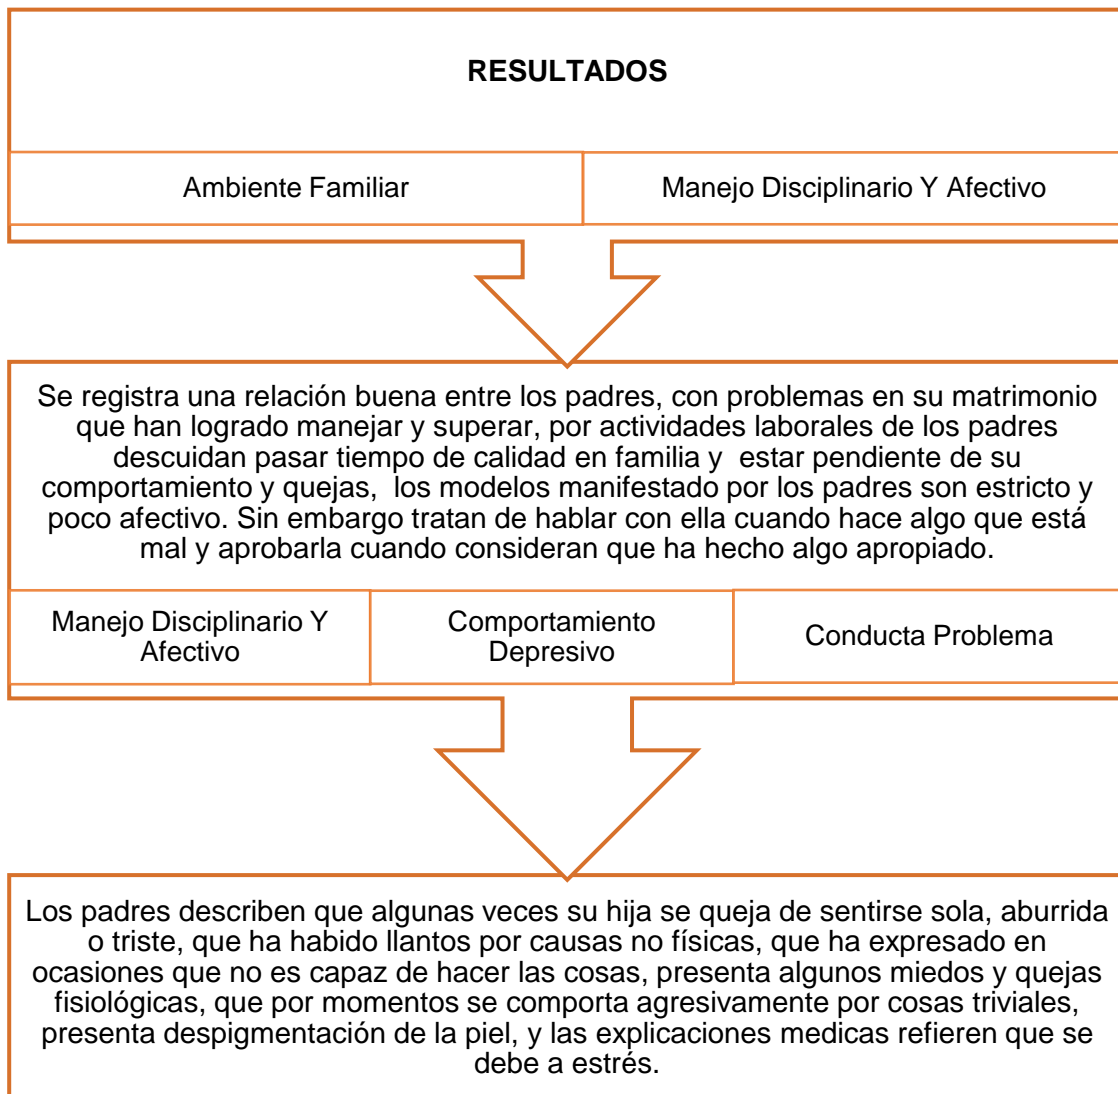 RESULTADOS
Ambiente Familiar
Manejo Disciplinario Y Afectivo
Se registra una relación buena entre los padres, con problemas en su matrimonio
que han logrado manejar y superar, por actividades laborales de los padres
descuidan pasar tiempo de calidad en familia y  estar pendiente de su
comportamiento y quejas,  los modelos manifestado por los padres son estricto y
poco afectivo. Sin embargo tratan de hablar con ella cuando hace algo que está
mal y aprobarla cuando consideran que ha hecho algo apropiado.
Manejo Disciplinario Y
Afectivo
Comportamiento
Depresivo
Conducta Problema
Los padres describen que algunas veces su hija se queja de sentirse sola, aburrida
o triste, que ha habido llantos por causas no físicas, que ha expresado en
ocasiones que no es capaz de hacer las cosas, presenta algunos miedos y quejas
fisiológicas, que por momentos se comporta agresivamente por cosas triviales,
presenta despigmentación de la piel, y las explicaciones medicas refieren que se
debe a estrés.